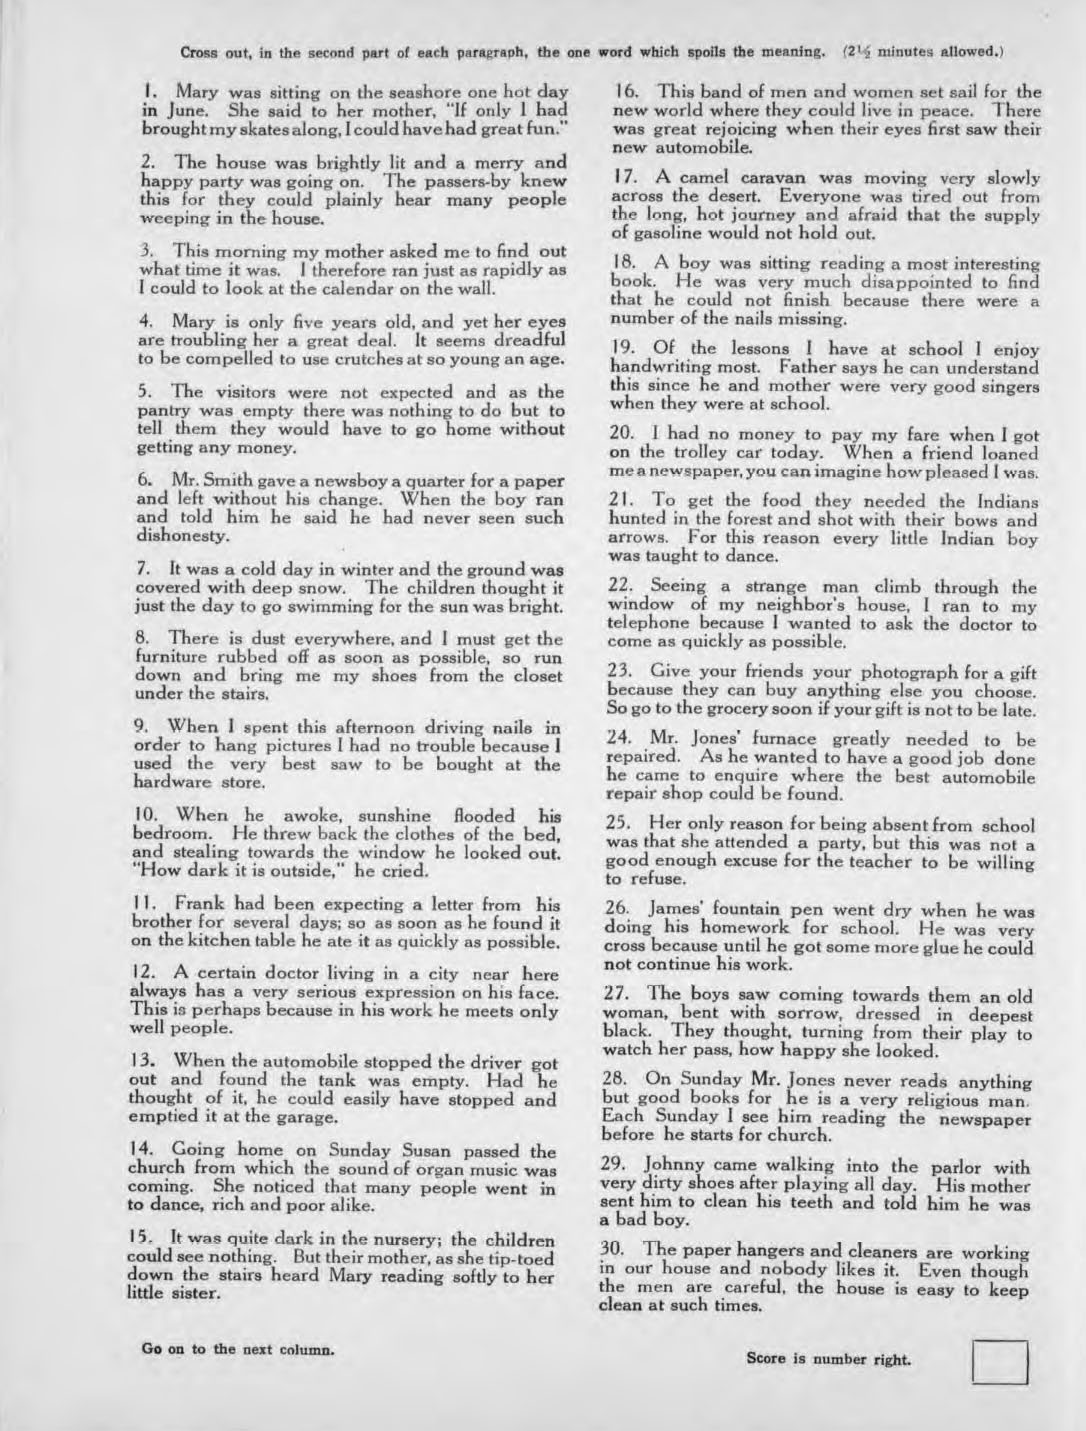 Cross out, in the second part of each paragraph, the one word which spoils the meaning. (2½ minutes allowed.)
1. Mary was sitting on the seashore one hot day
in June. She said to her mother, "If only I had
brought my skates along, I could have had great fun."
2. The house was brightly lit and a merry and
happy party was going on. The passers-by knew
this for they could plainly hear many people
weeping in the house.
3. This morning my mother asked me to find out
what time it was. I therefore ran just as rapidly as
I could to look at the calendar on the wall.
4. Mary is only five years old, and yet her eyes
are troubling her a great deal. It seems dreadful
to be compelled to use crutches at so young an age.
5. The visitors were not expected and as the
pantry was empty there was nothing to do but to
tell them they would have to go home without
getting any money.
6. Mr. Smith gave a newsboy a quarter for a paper
and left without his change. When the boy ran
and told him he said he had never seen such
dishonesty.
7. It was a cold day in winter and the ground was
covered with deep snow. The children thought it
just the day to go swimming for the sun was bright.
8. There is dust everywhere, and I must get the
furniture rubbed off as soon as possible, so run
down and bring me my shoes from the closet
under the stairs.
9. When I spent this afternoon driving nails in
order to hang pictures I had no trouble because I
used the very best saw to be bought at the
hardware store.
10. When he awoke, sunshine flooded his
bedroom. He threw back the clothes of the bed,
and stealing towards the window he looked out.
"How dark it is outside," he cried.
11. Frank had been expecting a letter from his
brother for several days; so as soon as he found it
on the kitchen table he ate it as quickly as possible.
12. A certain doctor living in a city near here
always has a very serious expression on his face.
This is perhaps because in his work he meets only
well people.
13. When the automobile stopped the driver got
out and found the tank was empty. Had he
thought of it, he could easily have stopped and
emptied it at the garage.
14. Going home on Sunday Susan passed the
church from which the sound of organ music was
coming. She noticed that many people went in
to dance, rich and poor alike.
15. It was quite dark in the nursery; the children
could see nothing. But their mother, as she tip-toed
down the stairs heard Mary reading softly to her
little sister.
Go on to the next column.
16. This band of men and women set sail for the
new world where they could live in peace. There
was great rejoicing when their eyes first saw their
new automobile.
17. A camel caravan was moving very slowly
across the desert. Everyone was tired out from
the long, hot journey and afraid that the supply
of gasoline would not hold out.
18. A boy was sitting reading a most interesting
book. He was very much disappointed to find
that he could not finish because there were a
number of the nails missing.
19. Of the lessons I have at school I enjoy
handwriting most. Father says he can understand
this since he and mother were very good singers
when they were at school.
20. I had no money to pay my fare when I got
on the trolley car today. When a friend loaned
me a newspaper, you can imagine how pleased I was.
21. To get the food they needed the Indians
hunted in the forest and shot with their bows and
arrows. For this reason every little Indian boy
was taught to dance.
22. Seeing a strange man climb through the
window of my neighbor's house, I ran to my
telephone because I wanted to ask the doctor to
come as quickly as possible.
23. Give your friends your photograph for a gift
because they can buy anything else you choose.
So go to the grocery soon if your gift is not to be late.
24. Mr. Jones' furnace greatly needed to be
repaired. As he wanted to have a good job done
he came to enquire where the best automobile
repair shop could be found.
25. Her only reason for being absent from school
was that she attended a party, but this was not a
good enough excuse for the teacher to be willing
to refuse.
26. James' fountain pen went dry when he was
doing his homework for school. He was very
cross because until he got some more glue he could
not continue his work.
27. The boys saw coming towards them an old
woman, bent with sorrow, dressed in deepest
black. They thought, turning from their play to
watch her pass, how happy she looked.
28. On Sunday Mr. Jones never reads anything
but good books for he is a very religious man.
Each Sunday I see him reading the newspaper
before he starts for church.
29. Johnny came walking into the parlor with
very dirty shoes after playing all day. His mother
sent him to clean his teeth and told him he was
a bad boy.
30. The paper hangers and cleaners are working
in our house and nobody likes it. Even though
the men are careful, the house is easy to keep
clean at such times.
Score is number right.